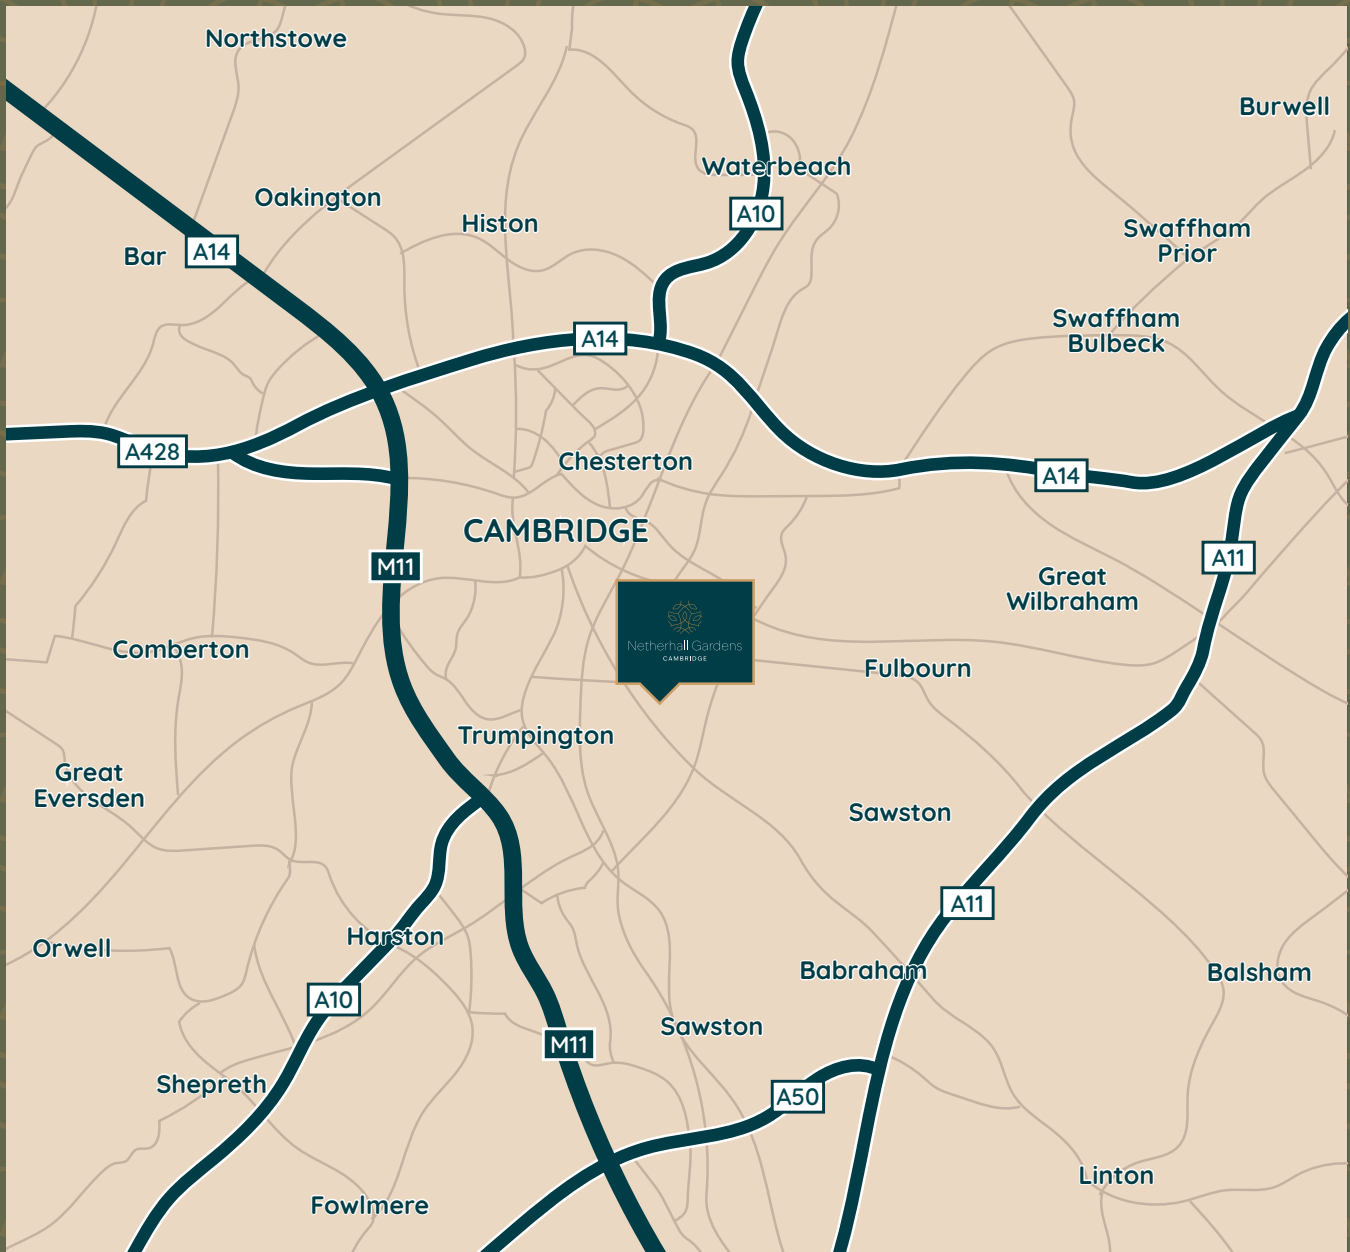 Northstowe
Burwell
Waterbeach
Oakington
A10
Histon
Swaffham
Prior
Bar
A14
Swaffham
Bulbeck
A14
A428
Chesterton
A14
CAMBRIDGE
M11
A11
Great
Wilbraham
Netherhall Gardens
CAMBRIDGE
Comberton
Fulbourn
Trumpington
Great
Eversden
Sawston
A11
Harston
Orwell
Babraham
Balsham
A10
Sawston
M11
Shepreth
A50
Linton
Fowlmere